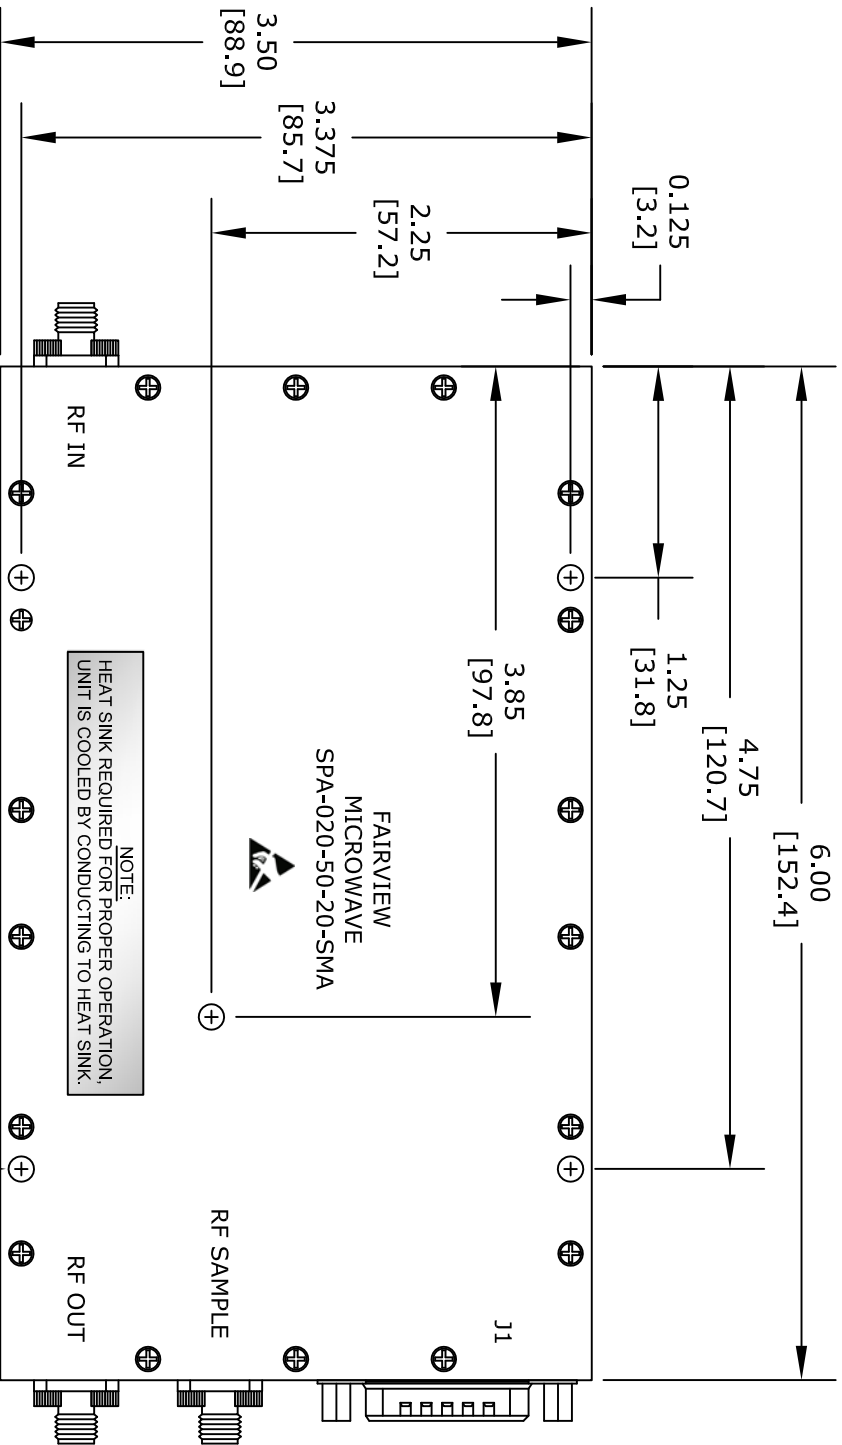 6.00
[152.4]
4.75
[120.7]
1.25
[31.8]
0.125
[3.2]
3.50
[88.9]
3.375
[85.7]
2.25
[57.2]
3.85
[97.8]
J1
FAIRVIEW
MICROWAVE
SPA-020-50-20-SMA
RF SAMPLE
RF IN
RF OUT
NOTE:
HEAT SINK REQUIRED FOR PROPER OPERATION,
UNIT IS COOLED BY CONDUCTING TO HEAT SINK.